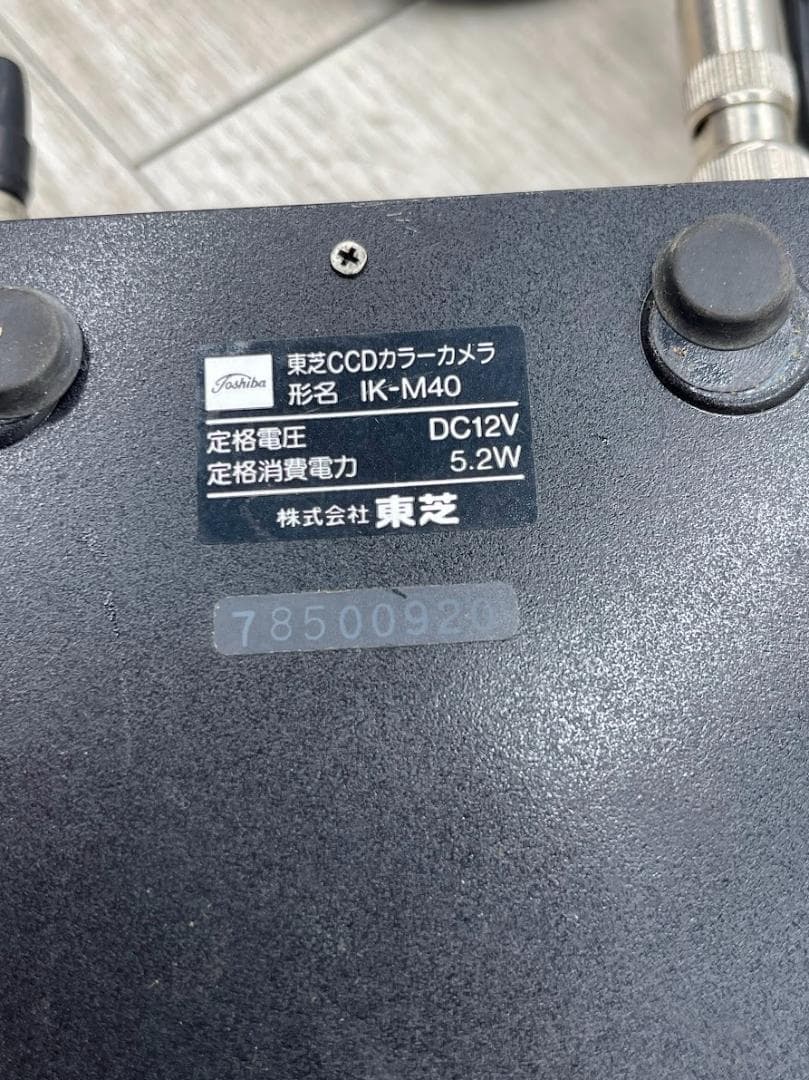 Toshiba
東芝CCDカラーカメラ
形名 IK-M40
定格電圧 DC12V
定格消費電力 5.2W
株式会社 東芝
78500920